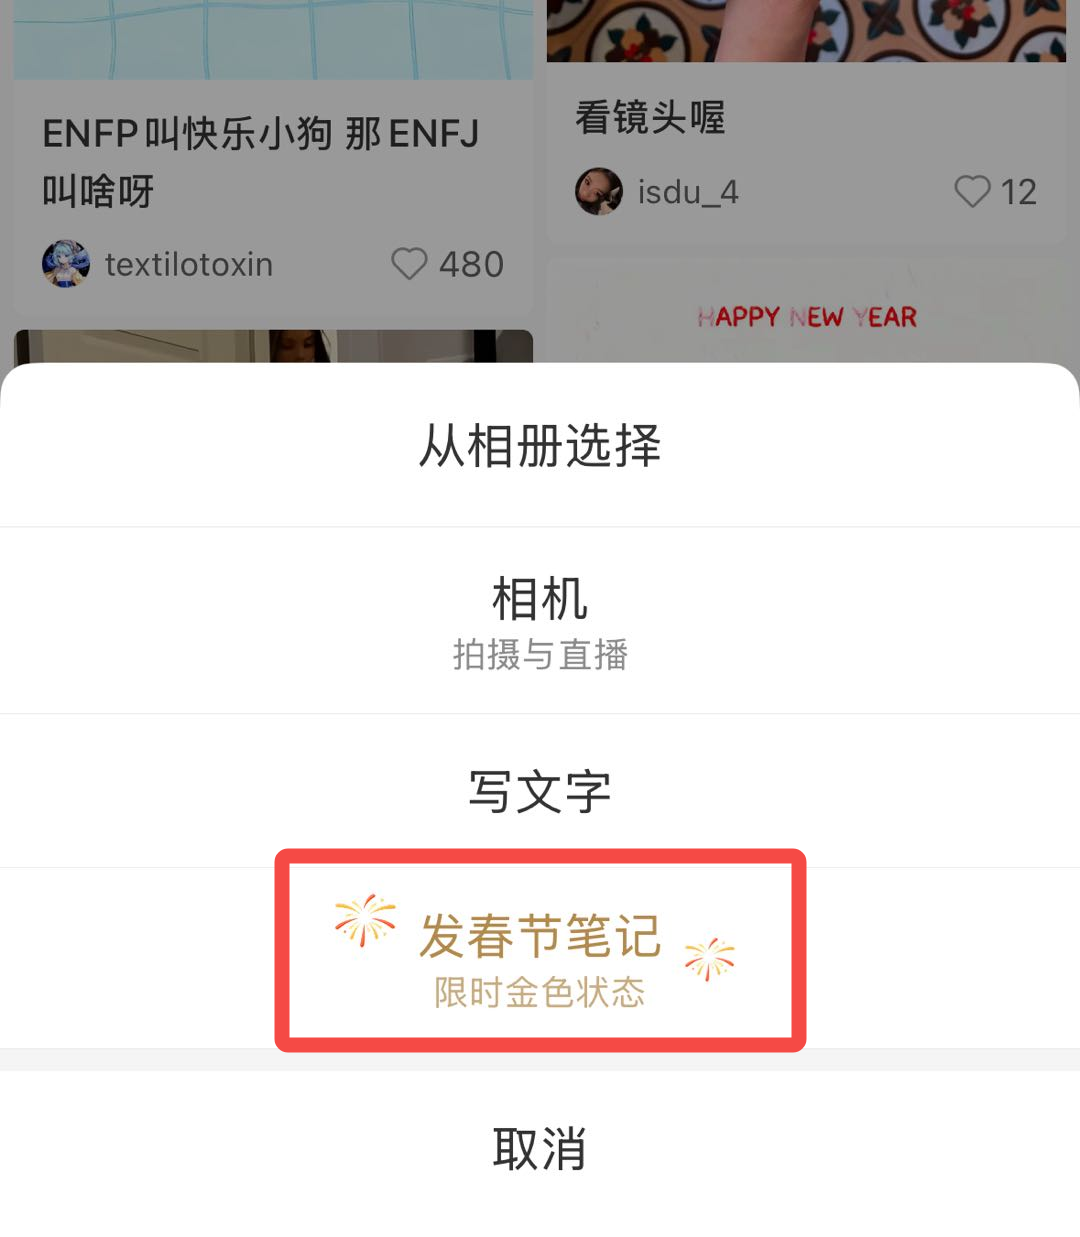 ENFP叫快乐小狗 那ENFJ
叫啥呀
textilotoxin
480
看镜头喔
isdu_4
12
HAPPY NEW YEAR
从相册选择
相机
拍摄与直播
写文字
发春节笔记
限时金色状态
取消